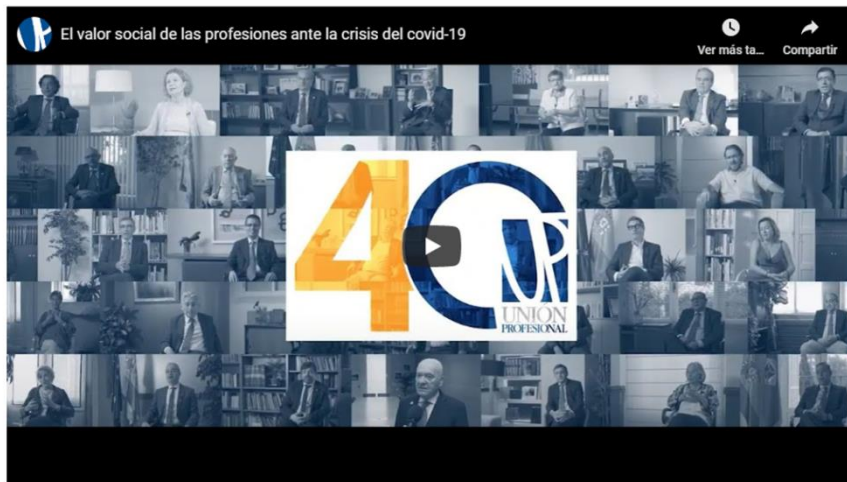 El valor social de las profesiones ante la crisis del covid-19
Ver más ta...
Compartir
40
UP
UNION
PROFESIONAL